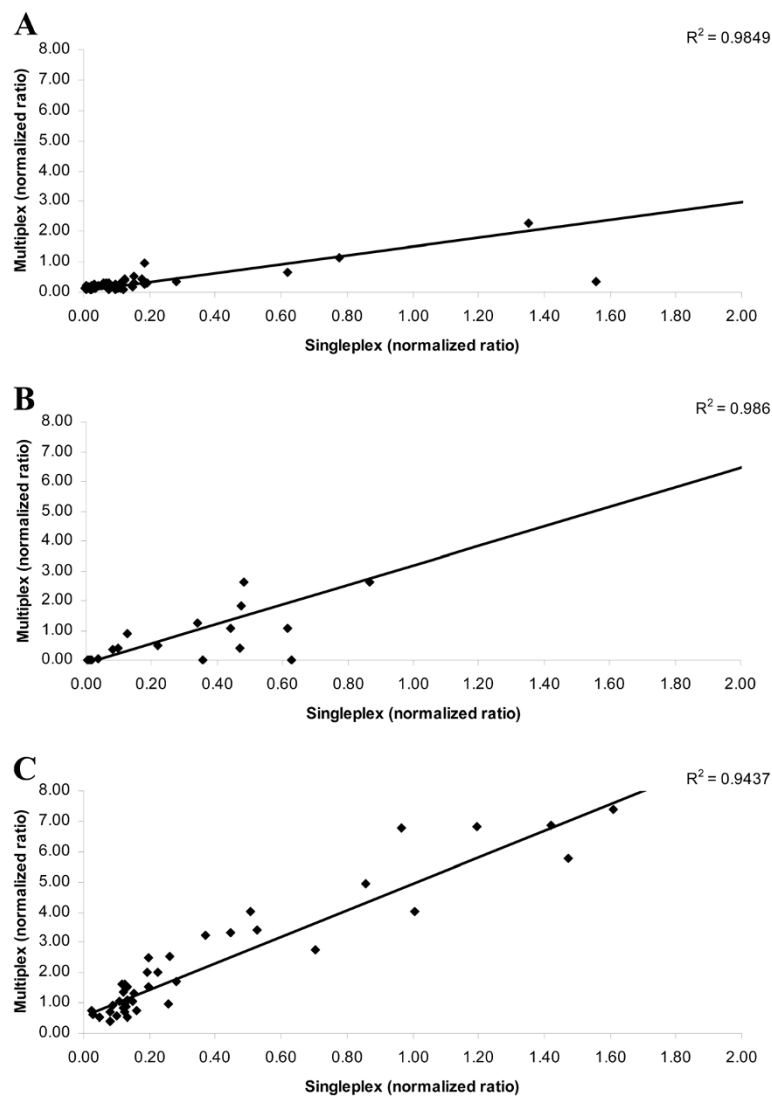 A
R² = 0.9849
8.00
7.00
6.00
5.00
4.00
3.00
2.00
1.00
0.00
Multiplex (normalized ratio)
0.00 0.20 0.40 0.60 0.80 1.00 1.20 1.40 1.60 1.80 2.00
Singleplex (normalized ratio)
B
R² = 0.986
8.00
7.00
6.00
5.00
4.00
3.00
2.00
1.00
0.00
Multiplex (normalized ratio)
0.00 0.20 0.40 0.60 0.80 1.00 1.20 1.40 1.60 1.80 2.00
Singleplex (normalized ratio)
C
R² = 0.9437
8.00
7.00
6.00
5.00
4.00
3.00
2.00
1.00
0.00
Multiplex (normalized ratio)
0.00 0.20 0.40 0.60 0.80 1.00 1.20 1.40 1.60 1.80 2.00
Singleplex (normalized ratio)